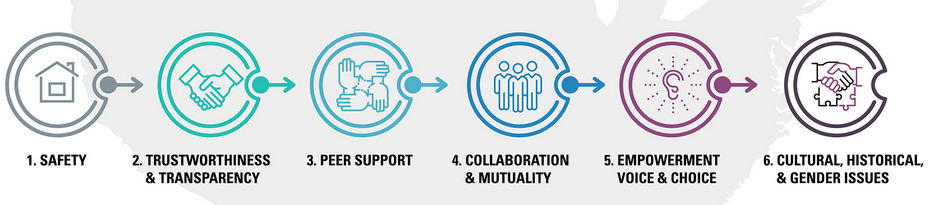 1. SAFETY
2. TRUSTWORTHINESS
& TRANSPARENCY
3. PEER SUPPORT
4. COLLABORATION
& MUTUALITY
5. EMPOWERMENT
VOICE & CHOICE
6. CULTURAL, HISTORICAL,
& GENDER ISSUES